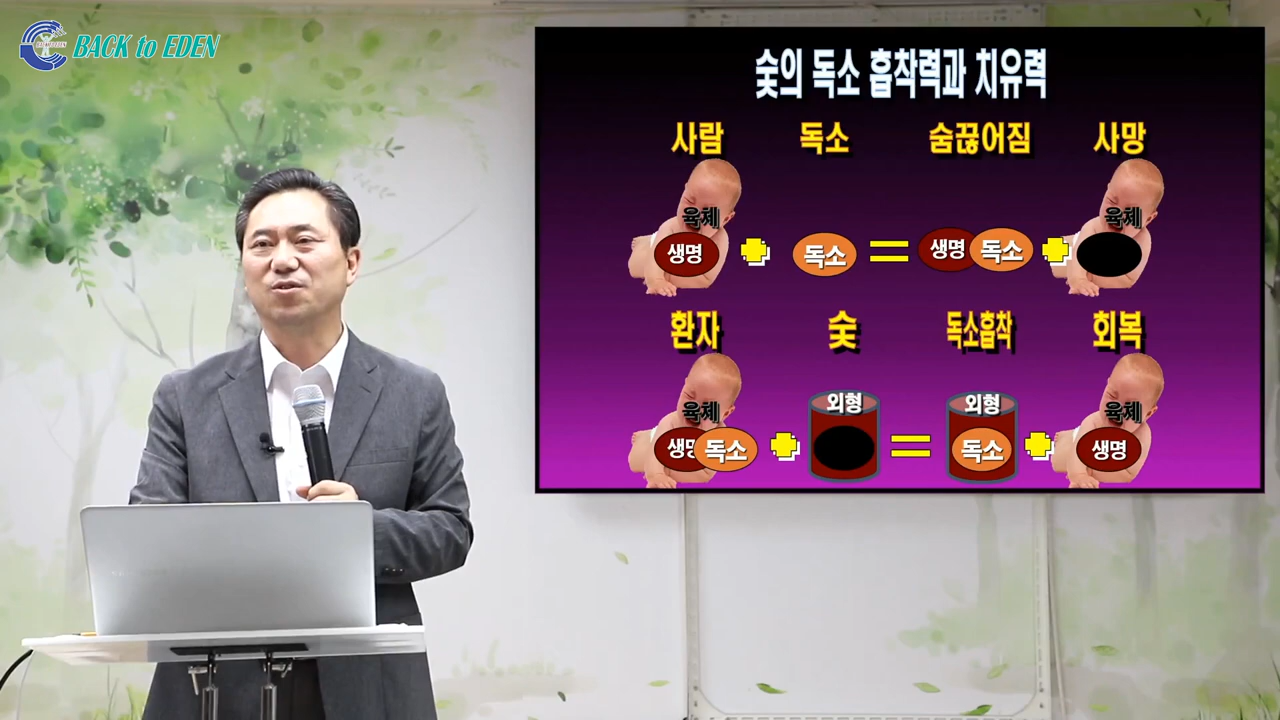 BACK to EDEN
숯의 독소 흡착력과 치유력
사람 독소 숨끊어짐 사망
육체 육체
생명 독소 생명 독소
환자 숯 독소흡착 회복
육체 외형 외형 육체
생명 독소 독소 생명